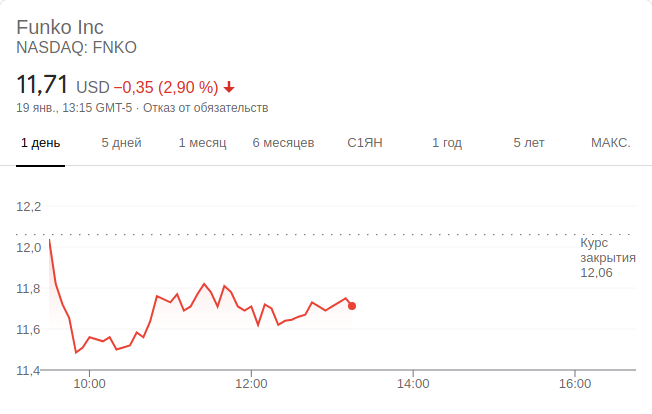 Funko Inc
NASDAQ: FNKO
11,71 USD −0,35 (2,90 %)
19 янв., 13:15 GMT-5 · Отказ от обязательств
1 день 5 дней 1 месяц 6 месяцев С1ЯН 1 год 5 лет МАКС.
12,2
12,0
11,8
11,6
11,4
Курс
закрытия
12,06
10:00 12:00 14:00 16:00